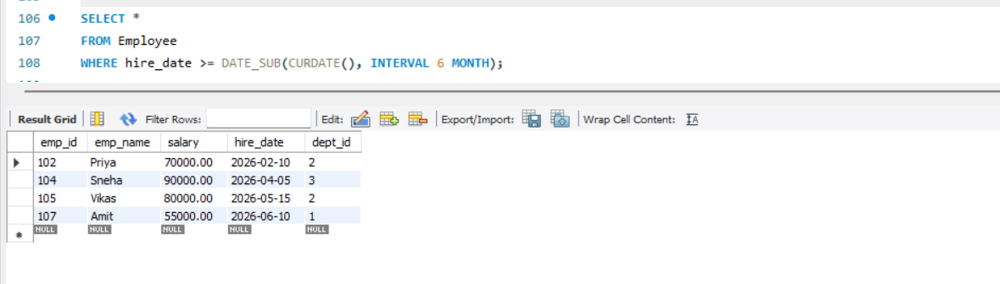 106 SELECT *
107 FROM Employee
108 WHERE hire_date >= DATE_SUB(CURDATE(), INTERVAL 6 MONTH);
Result Grid Filter Rows: Edit: Export/Import: Wrap Cell Content: IA
emp_id emp_name salary hire_date dept_id
102 Priya 70000.00 2026-02-10 2
104 Sneha 90000.00 2026-04-05 3
105 Vikas 80000.00 2026-05-15 2
107 Amit 55000.00 2026-06-10 1
NULL NULL NULL NULL NULL